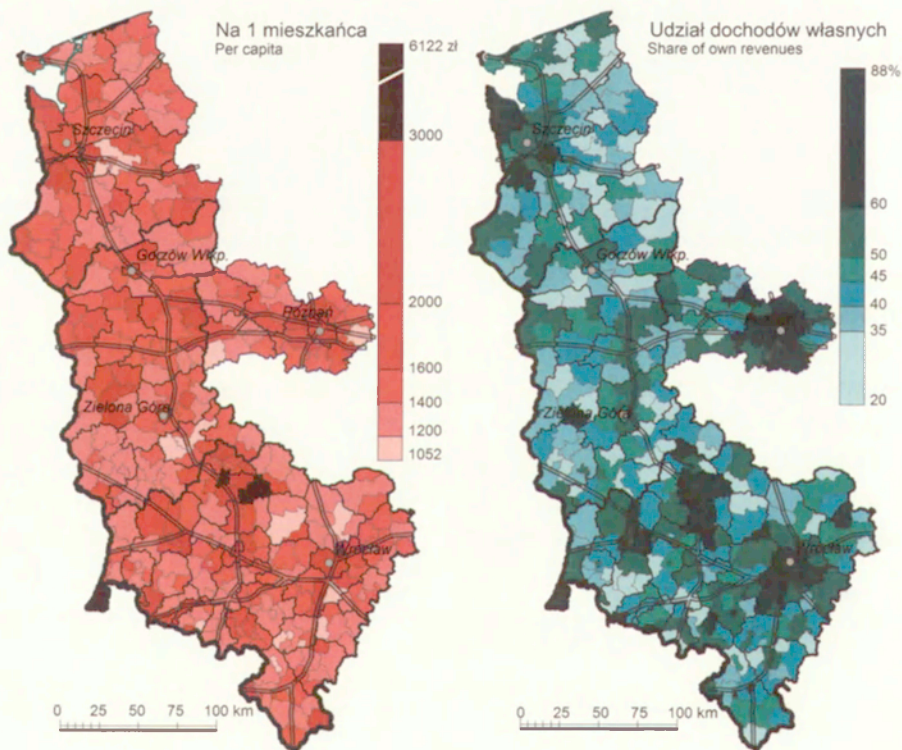 Na 1 mieszkańca
Per capita
6122 zł
3000
2000
1600
1400
1200
1052
Szczecin
Goczów Wlkp.
Poznań
Zielona Góra
Wrocław
0 25 50 75 100 km
Udział dochodów własnych
Share of own revenues
88%
60
50
45
40
35
20
Szczecin
Goczów Wlkp.
Zielona Góra
Wrocław
0 25 50 75 100 km